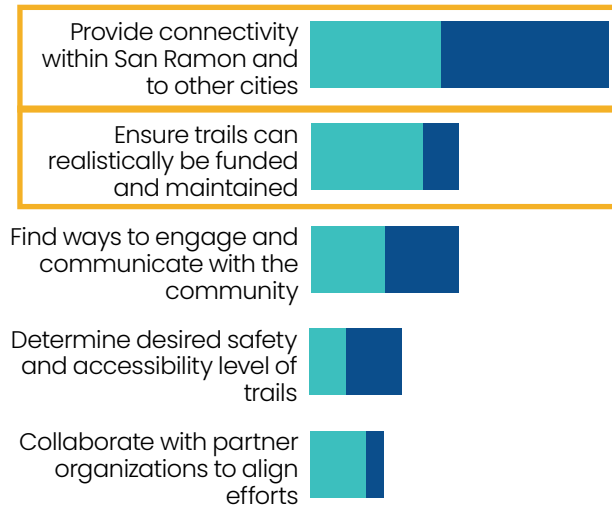 Provide connectivity
within San Ramon and
to other cities
Ensure trails can
realistically be funded
and maintained
Find ways to engage and
communicate with the
community
Determine desired safety
and accessibility level of
trails
Collaborate with partner
organizations to align
efforts